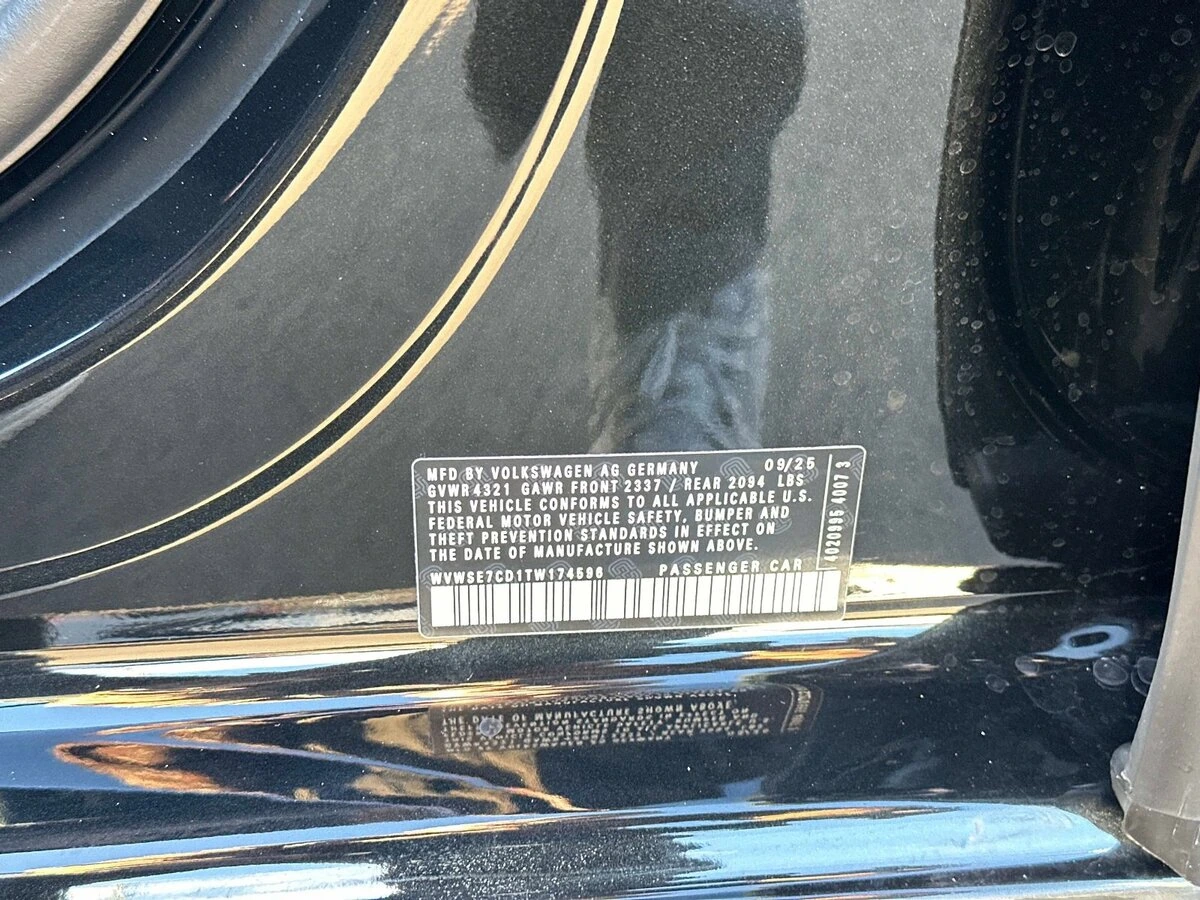 MFD BY VOLKSWAGEN AG GERMANY 09/25
GVWR 4321 GAWR FRONT 2337 / REAR 2094 LBS
THIS VEHICLE CONFORMS TO ALL APPLICABLE U.S.
FEDERAL MOTOR VEHICLE SAFETY, BUMPER AND
THEFT PREVENTION STANDARDS IN EFFECT ON
THE DATE OF MANUFACTURE SHOWN ABOVE.
WVWSE7CD1TW174596 PASSENGER CAR
4020995 4007 3